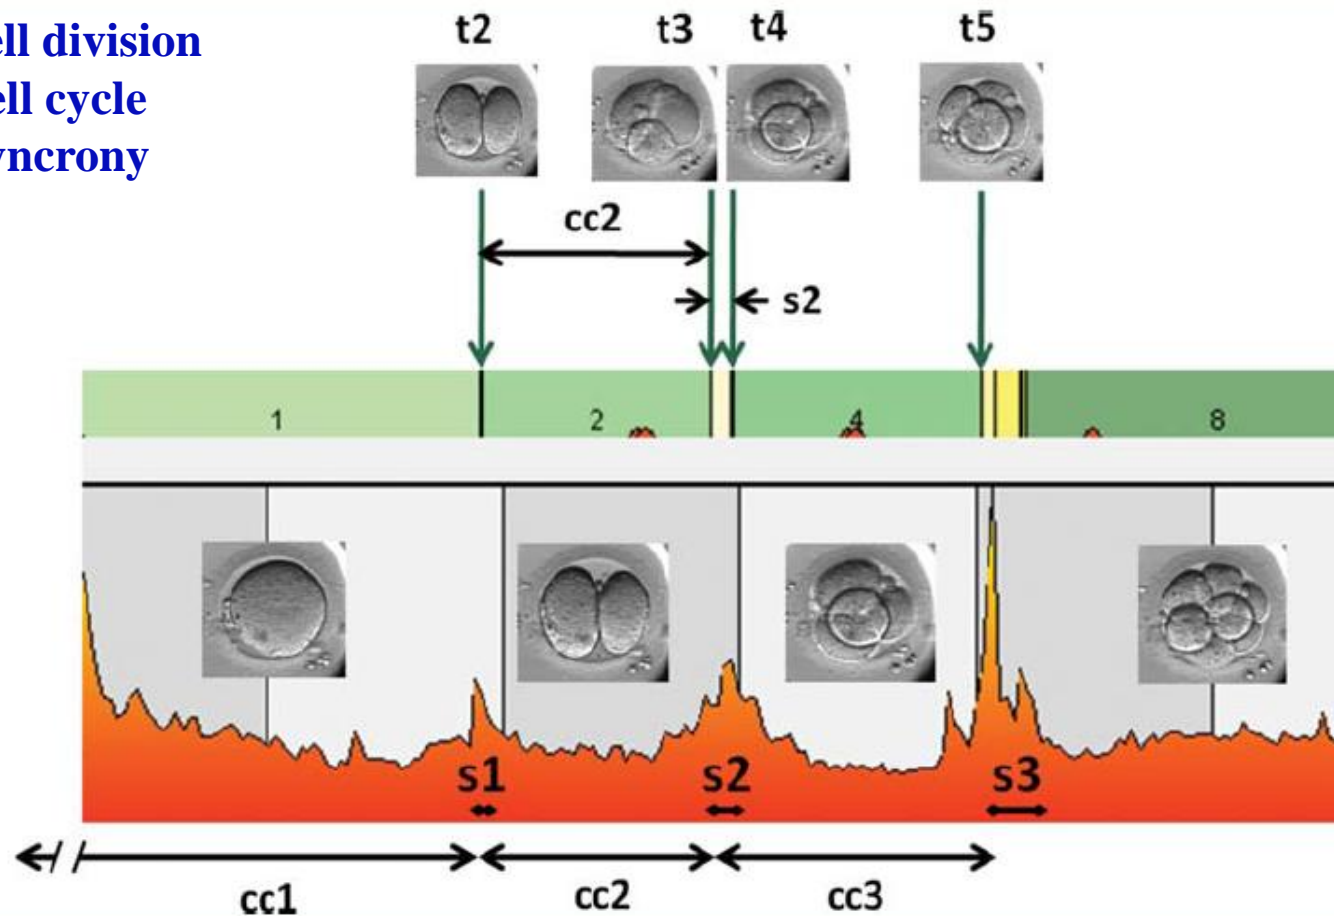 ell division
ell cycle
yncrony
t2 t3 t4 t5
cc2
s2
1 2 4 8
s1 s2 s3
cc1 cc2 cc3